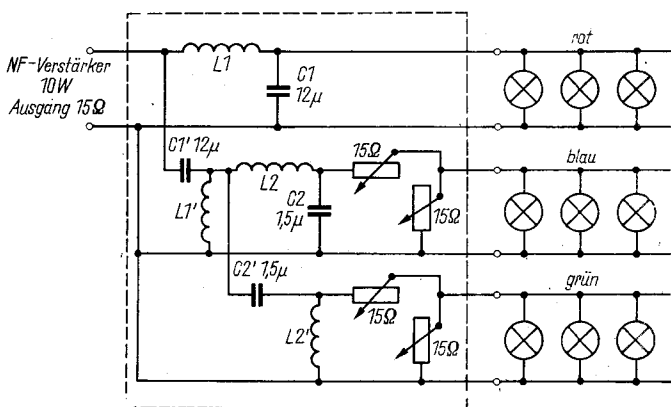 NF-Verstärker
10W
Ausgang 15Ω
L1
C1
12μ
rot
C1' 12μ
L1'
L2
C2
1,5μ
15Ω
15Ω
blau
C2' 1,5μ
L2'
15Ω
15Ω
grün